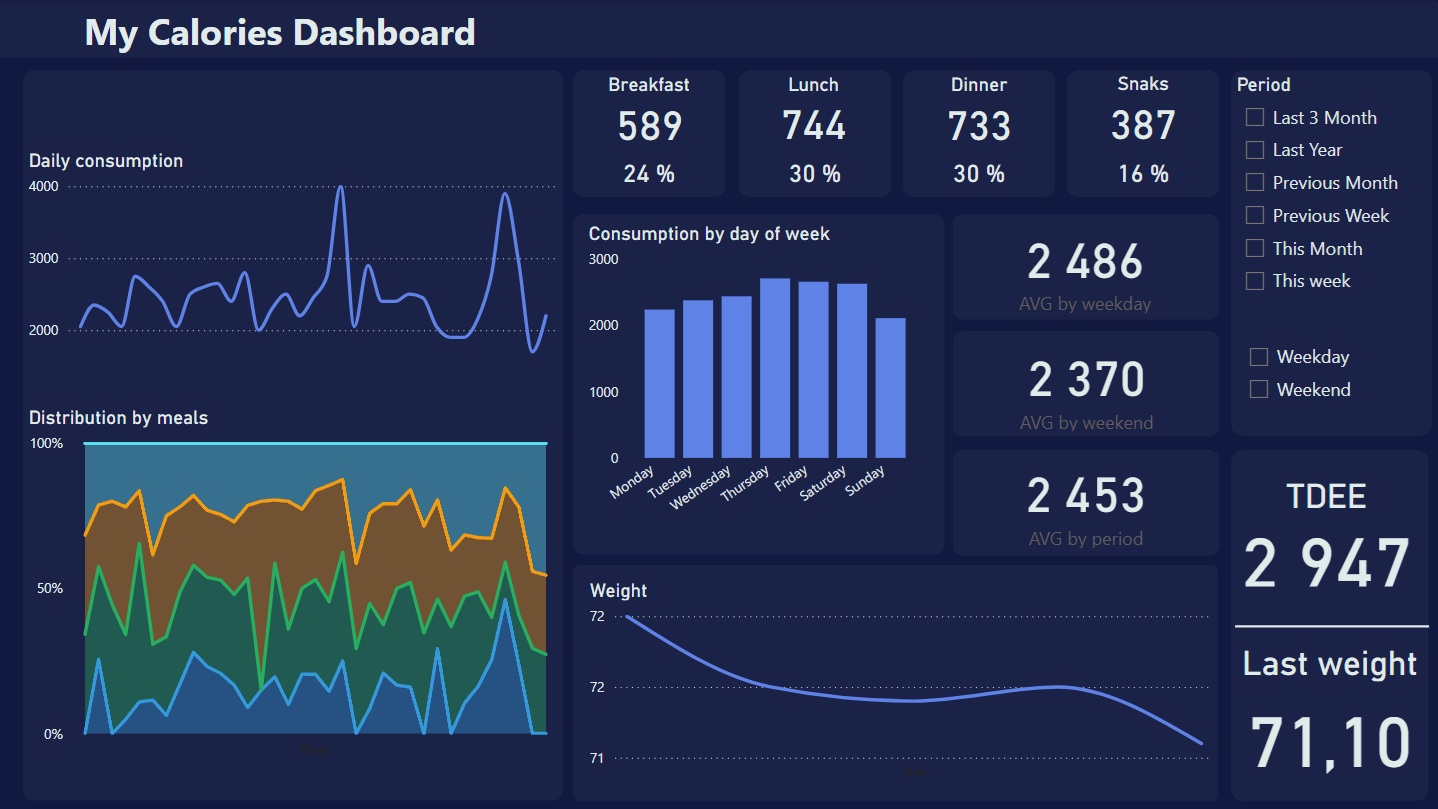 My Calories Dashboard
Daily consumption
4000
3000
2000
Distribution by meals
100%
50%
0%
Breakfast
589
24 %
Lunch
744
30 %
Dinner
733
30 %
Snaks
387
16 %
Consumption by day of week
3000
2000
1000
0
Monday
Tuesday
Wednesday
Thursday
Friday
Saturday
Sunday
2 486
AVG by weekday
2 370
AVG by weekend
2 453
AVG by period
Weight
72
72
71
Period
Last 3 Month
Last Year
Previous Month
Previous Week
This Month
This week
Weekday
Weekend
TDEE
2 947
Last weight
71,10